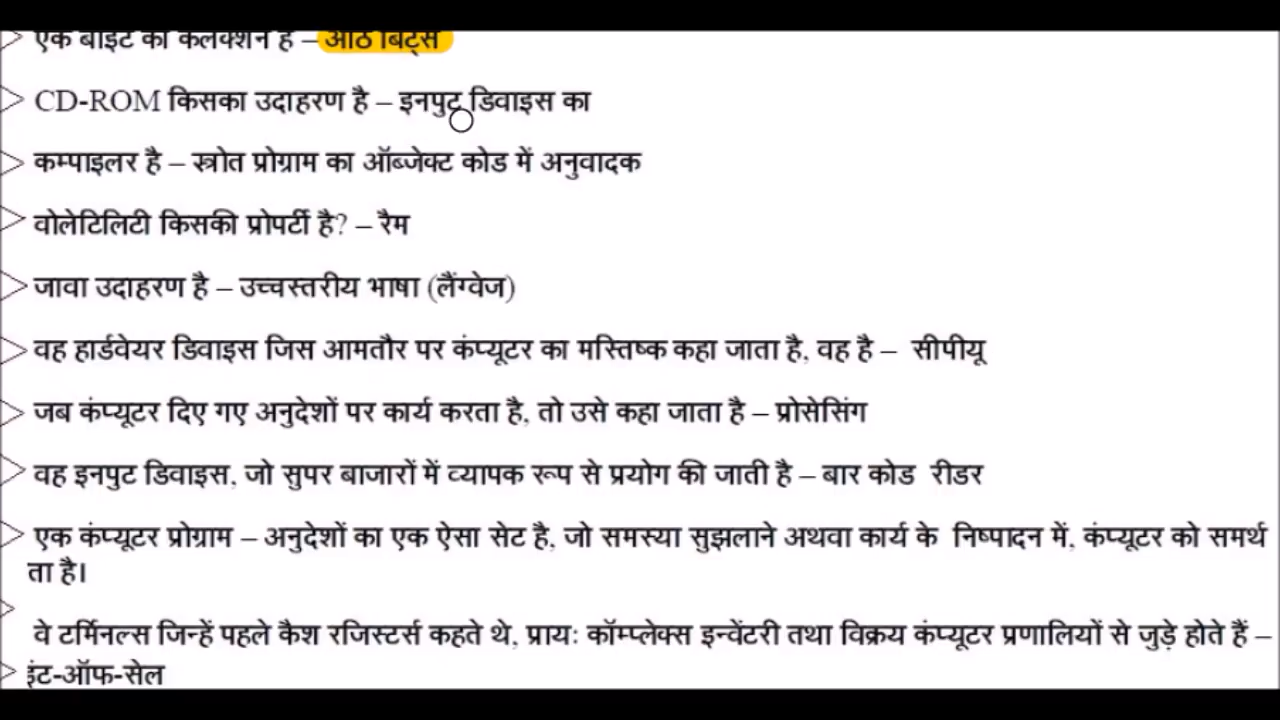 एक बाइट का कलेक्शन है – आठ बिट्स
CD-ROM किसका उदाहरण है – इनपुट डिवाइस का
कम्पाइलर है – स्त्रोत प्रोग्राम का ऑब्जेक्ट कोड में अनुवादक
वोलेटिलिटी किसकी प्रोपर्टी है? – रैम
जावा उदाहरण है – उच्चस्तरीय भाषा (लैंग्वेज)
वह हार्डवेयर डिवाइस जिस आमतौर पर कंप्यूटर का मस्तिष्क कहा जाता है, वह है – सीपीयू
जब कंप्यूटर दिए गए अनुदेशों पर कार्य करता है, तो उसे कहा जाता है – प्रोसेसिंग
वह इनपुट डिवाइस, जो सुपर बाजारों में व्यापक रूप से प्रयोग की जाती है – बार कोड रीडर
एक कंप्यूटर प्रोग्राम – अनुदेशों का एक ऐसा सेट है, जो समस्या सुझलाने अथवा कार्य के निष्पादन में, कंप्यूटर को समर्थ
ता है।
वे टर्मिनल्स जिन्हें पहले कैश रजिस्टर्स कहते थे, प्रायः कॉम्प्लेक्स इन्वेंटरी तथा विक्रय कंप्यूटर प्रणालियों से जुड़े होते हैं –
इंट-ऑफ-सेल